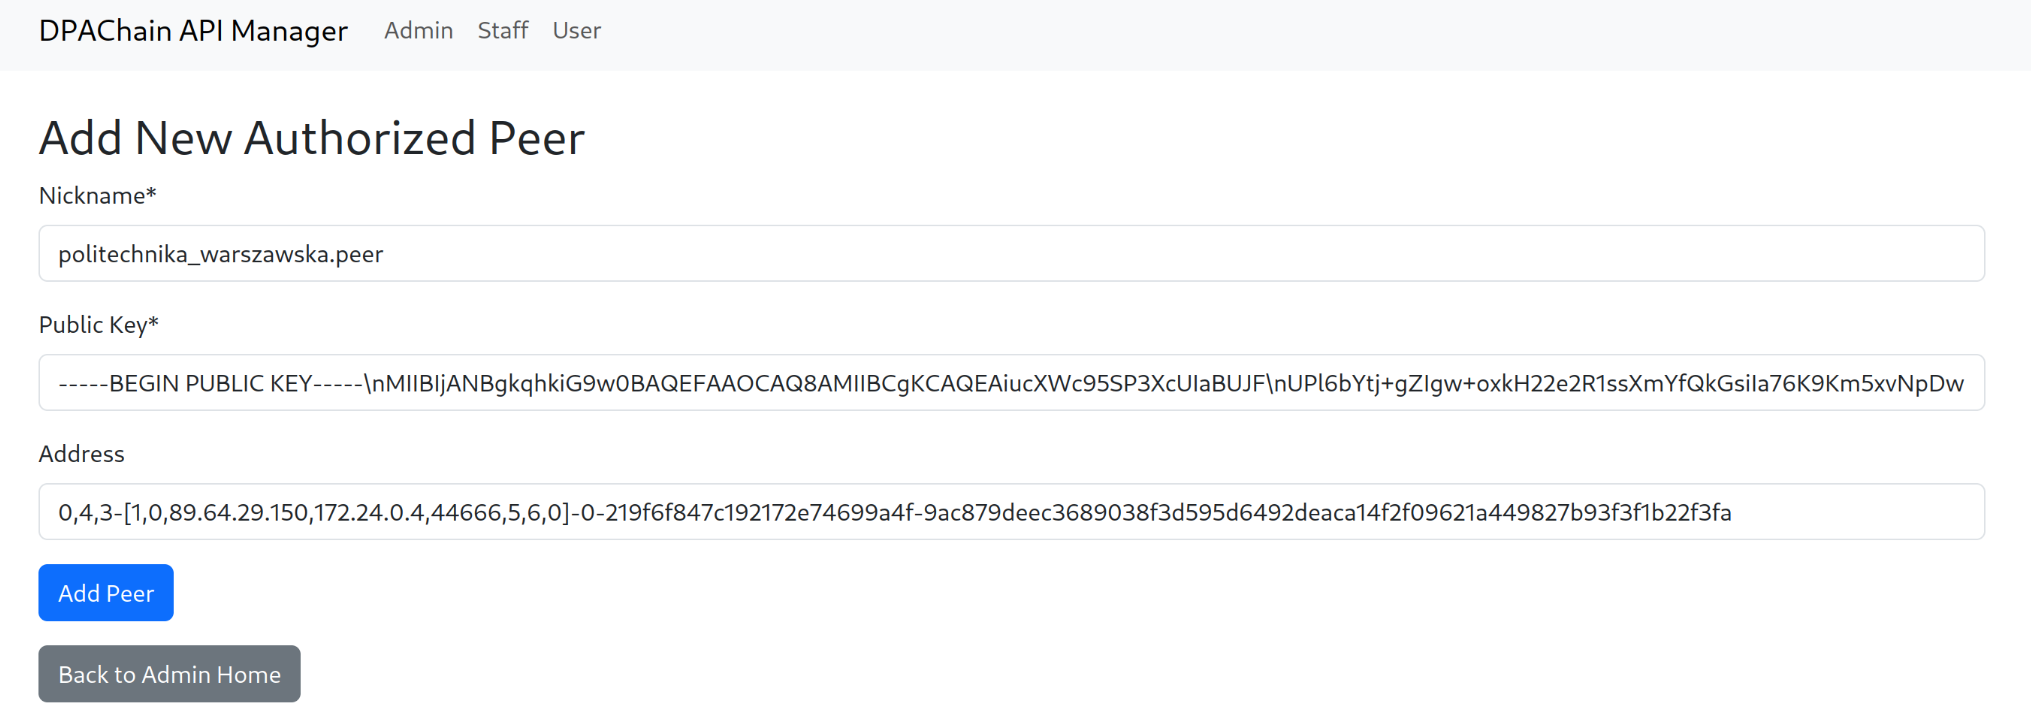 DPAChain API Manager Admin Staff User
Add New Authorized Peer
Nickname*
politechnika_warszawska.peer
Public Key*
-----BEGIN PUBLIC KEY-----\nMIIBIjANBgkqhkiG9w0BAQEFAAOCAQ8AMIIBCgKCAQEAiucXWc95SP3XcUIaBUJF\nUPl6bYtj+gZIgw+oxkH22e2R1ssXmYfQkGsiIa76K9Km5xvNpDw
Address
0,4,3-[1,0,89.64.29.150,172.24.0.4,44666,5,6,0]-0-219f6f847c192172e74699a4f-9ac879deec3689038f3d595d6492deaca14f2f09621a449827b93f3f1b22f3fa
Add Peer
Back to Admin Home